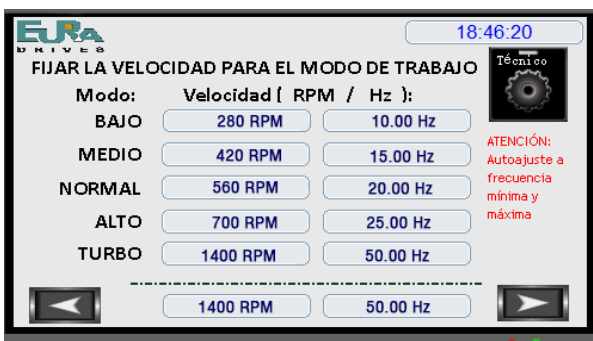 EURA
DRIVES
18:46:20
FIJAR LA VELOCIDAD PARA EL MODO DE TRABAJO
Técnico
Modo: Velocidad ( RPM / Hz ):
BAJO 280 RPM 10.00 Hz
MEDIO 420 RPM 15.00 Hz
NORMAL 560 RPM 20.00 Hz
ALTO 700 RPM 25.00 Hz
TURBO 1400 RPM 50.00 Hz
1400 RPM 50.00 Hz
ATENCIÓN:
Autoajuste a
frecuencia
mínima y
máxima